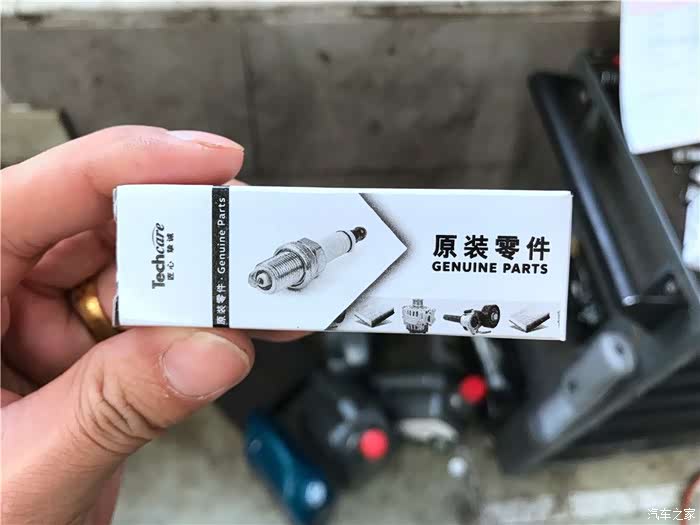 Techcare
匠心 挚诚
原装零件 · Genuine Parts
原装零件
GENUINE PARTS
汽车之家